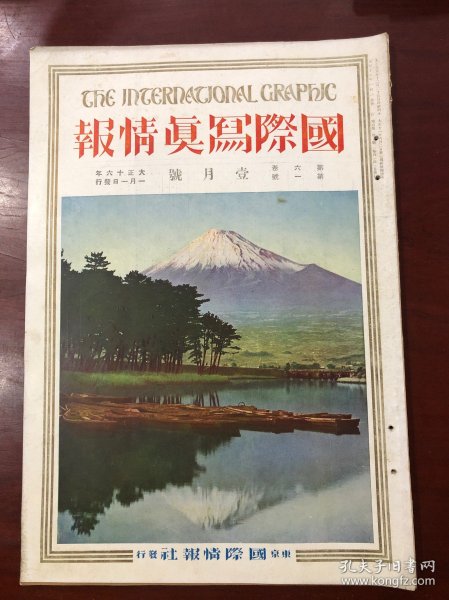 THE INTERNATIONAL GRAPHIC
國際寫眞情報
第六卷
第一號
壹月號
大正十六年
一月一日發行
東京 國際情報社 發行
孔夫子旧书网
www.kongfz.com